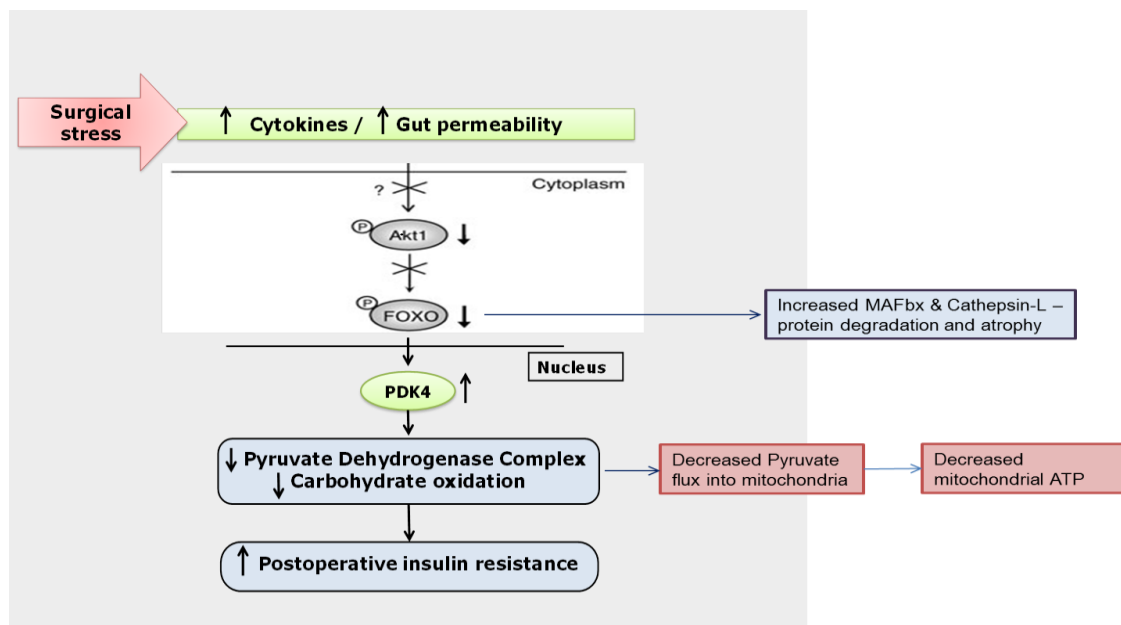 Surgical
stress
↑ Cytokines / ↑ Gut permeability
Cytoplasm
?
P
Akt1 ↓
P
FOXO ↓
Increased MAFbx & Cathepsin-L –
protein degradation and atrophy
Nucleus
PDK4 ↑
↓ Pyruvate Dehydrogenase Complex
↓ Carbohydrate oxidation
Decreased Pyruvate
flux into mitochondria
Decreased
mitochondrial ATP
↑ Postoperative insulin resistance